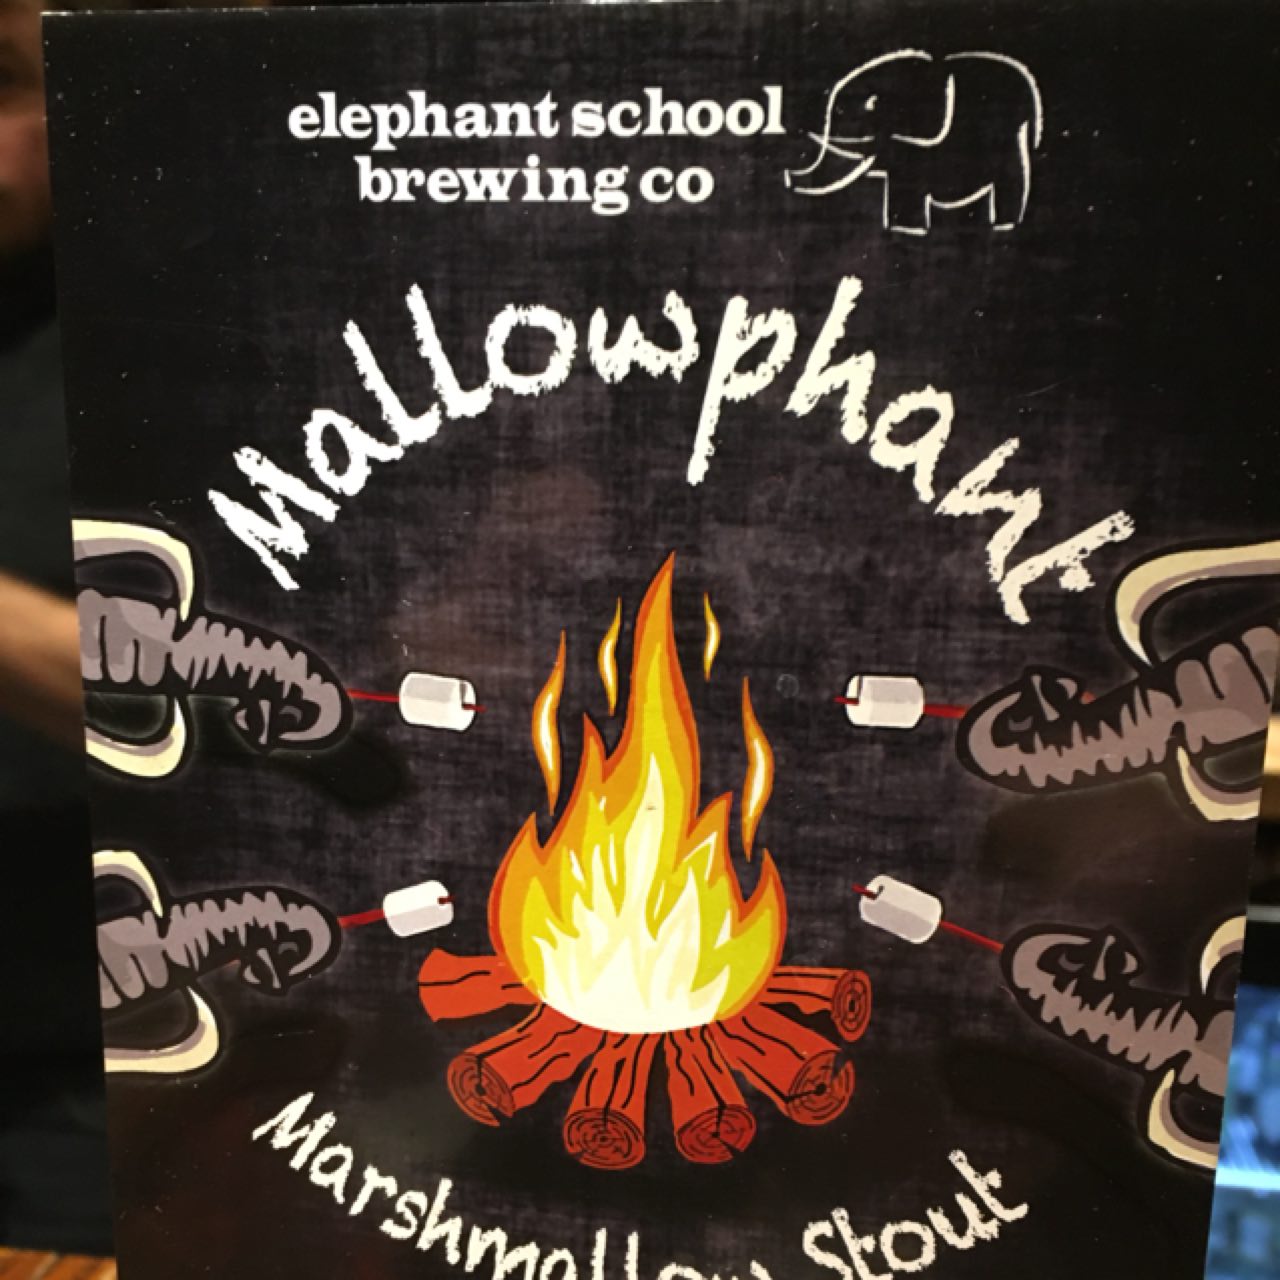 elephant school
brewing co
Mallowphant
Marshmallow Stout